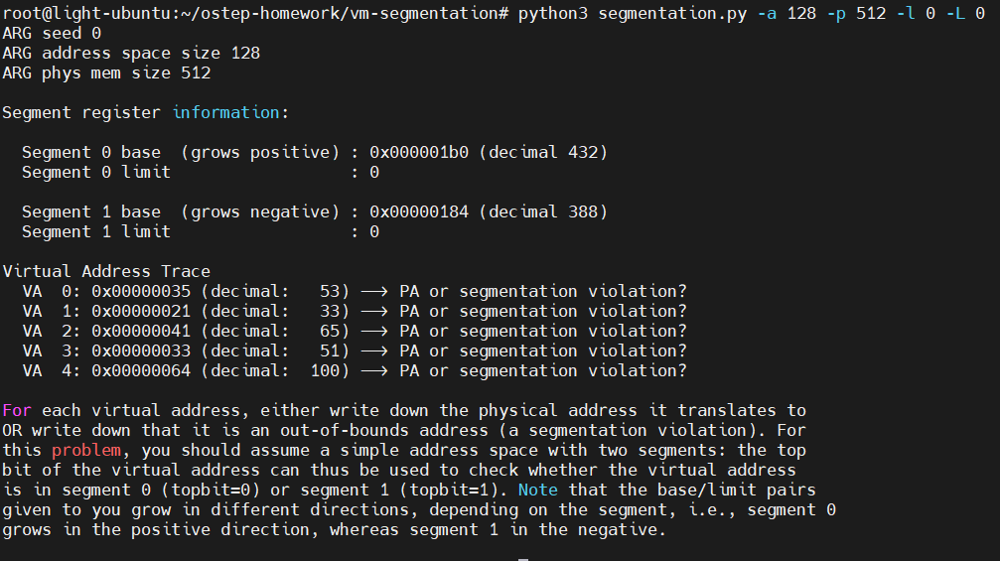 root@light-ubuntu:~/ostep-homework/vm-segmentation# python3 segmentation.py -a 128 -p 512 -l 0 -L 0
ARG seed 0
ARG address space size 128
ARG phys mem size 512

Segment register information:

  Segment 0 base  (grows positive) : 0x000001b0 (decimal 432)
  Segment 0 limit                  : 0

  Segment 1 base  (grows negative) : 0x00000184 (decimal 388)
  Segment 1 limit                  : 0

Virtual Address Trace
  VA  0: 0x00000035 (decimal:   53) --> PA or segmentation violation?
  VA  1: 0x00000021 (decimal:   33) --> PA or segmentation violation?
  VA  2: 0x00000041 (decimal:   65) --> PA or segmentation violation?
  VA  3: 0x00000033 (decimal:   51) --> PA or segmentation violation?
  VA  4: 0x00000064 (decimal:  100) --> PA or segmentation violation?

For each virtual address, either write down the physical address it translates to
OR write down that it is an out-of-bounds address (a segmentation violation). For
this problem, you should assume a simple address space with two segments: the top
bit of the virtual address can thus be used to check whether the virtual address
is in segment 0 (topbit=0) or segment 1 (topbit=1). Note that the base/limit pairs
given to you grow in different directions, depending on the segment, i.e., segment 0
grows in the positive direction, whereas segment 1 in the negative.